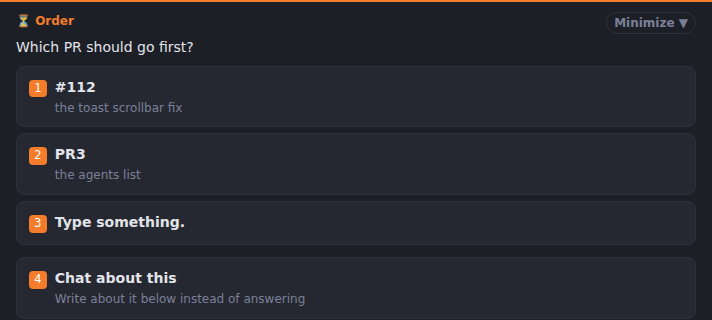 ⏳ Order
Minimize ▼
Which PR should go first?
1 #112
the toast scrollbar fix
2 PR3
the agents list
3 Type something.
4 Chat about this
Write about it below instead of answering